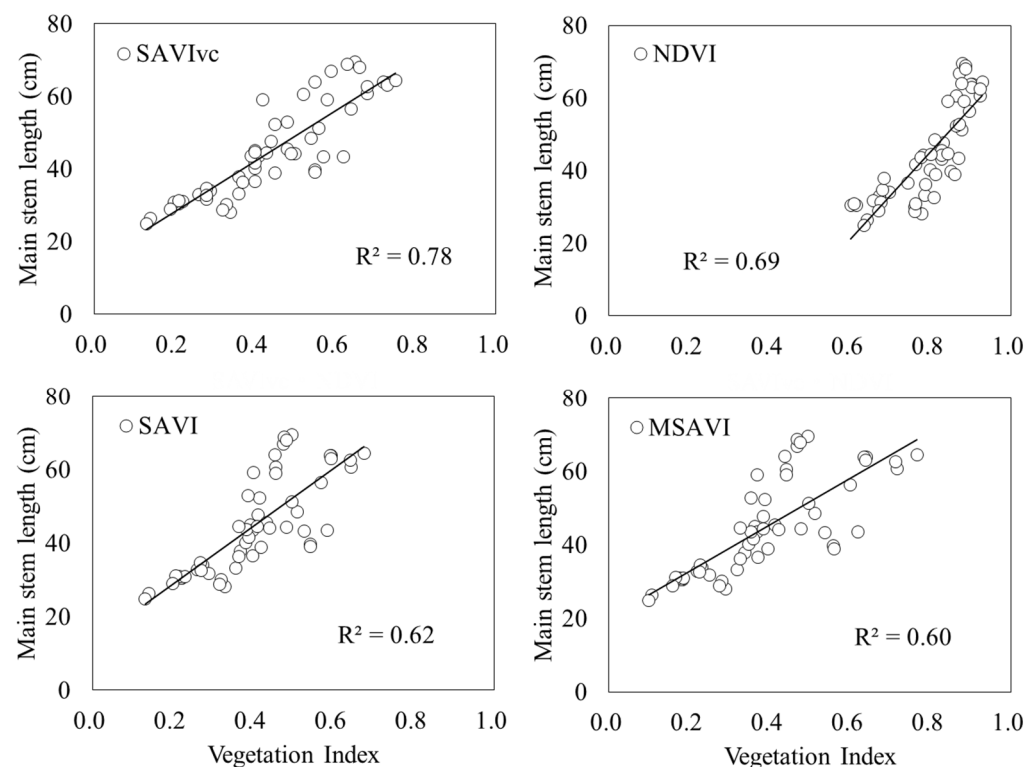 Main stem length (cm)
80
60
40
20
0
SAVIvc
R² = 0.78
0.0 0.2 0.4 0.6 0.8 1.0
Main stem length (cm)
80
60
40
20
0
NDVI
R² = 0.69
0.0 0.2 0.4 0.6 0.8 1.0
Main stem length (cm)
80
60
40
20
0
SAVI
R² = 0.62
0.0 0.2 0.4 0.6 0.8 1.0
Vegetation Index
Main stem length (cm)
80
60
40
20
0
MSAVI
R² = 0.60
0.0 0.2 0.4 0.6 0.8 1.0
Vegetation Index